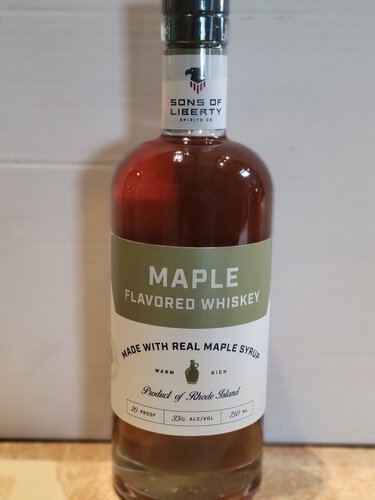 SONS OF
LIBERTY
SPIRITS CO.
MAPLE
FLAVORED WHISKEY
MADE WITH REAL MAPLE SYRUP
WARM RICH
Product of Rhode Island
70 PROOF 35% ALC/VOL 750 ML